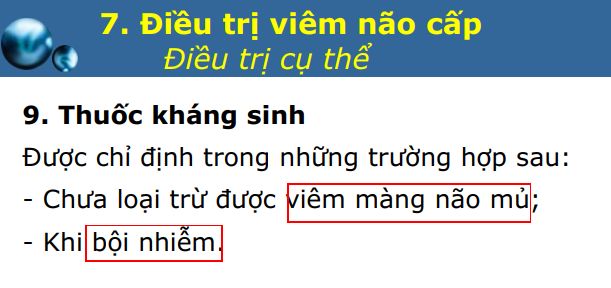 7. Điều trị viêm não cấp
Điều trị cụ thể
9. Thuốc kháng sinh
Được chỉ định trong những trường hợp sau:
- Chưa loại trừ được viêm màng não mủ;
- Khi bội nhiễm.